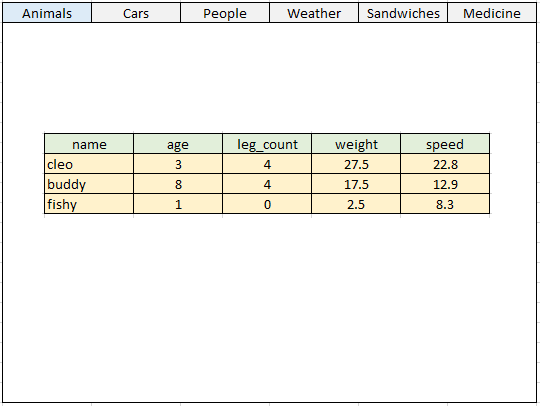 Animals Cars People Weather Sandwiches Medicine
name age leg_count weight speed
cleo 3 4 27.5 22.8
buddy 8 4 17.5 12.9
fishy 1 0 2.5 8.3